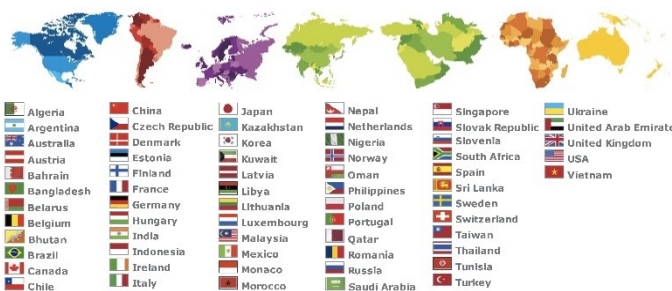 Algeria
Argentina
Australia
Austria
Bahrain
Bangladesh
Belarus
Belgium
Bhutan
Brazil
Canada
Chile
China
Czech Republic
Denmark
Estonia
Finland
France
Germany
Hungary
India
Indonesia
Ireland
Italy
Japan
Kazakhstan
Korea
Kuwait
Latvia
Libya
Lithuania
Luxembourg
Malaysia
Mexico
Monaco
Morocco
Nepal
Netherlands
Nigeria
Norway
Oman
Philippines
Poland
Portugal
Qatar
Romania
Russia
Saudi Arabia
Singapore
Slovak Republic
Slovenia
South Africa
Spain
Sri Lanka
Sweden
Switzerland
Taiwan
Thailand
Tunisia
Turkey
Ukraine
United Arab Emirat
United Kingdom
USA
Vietnam